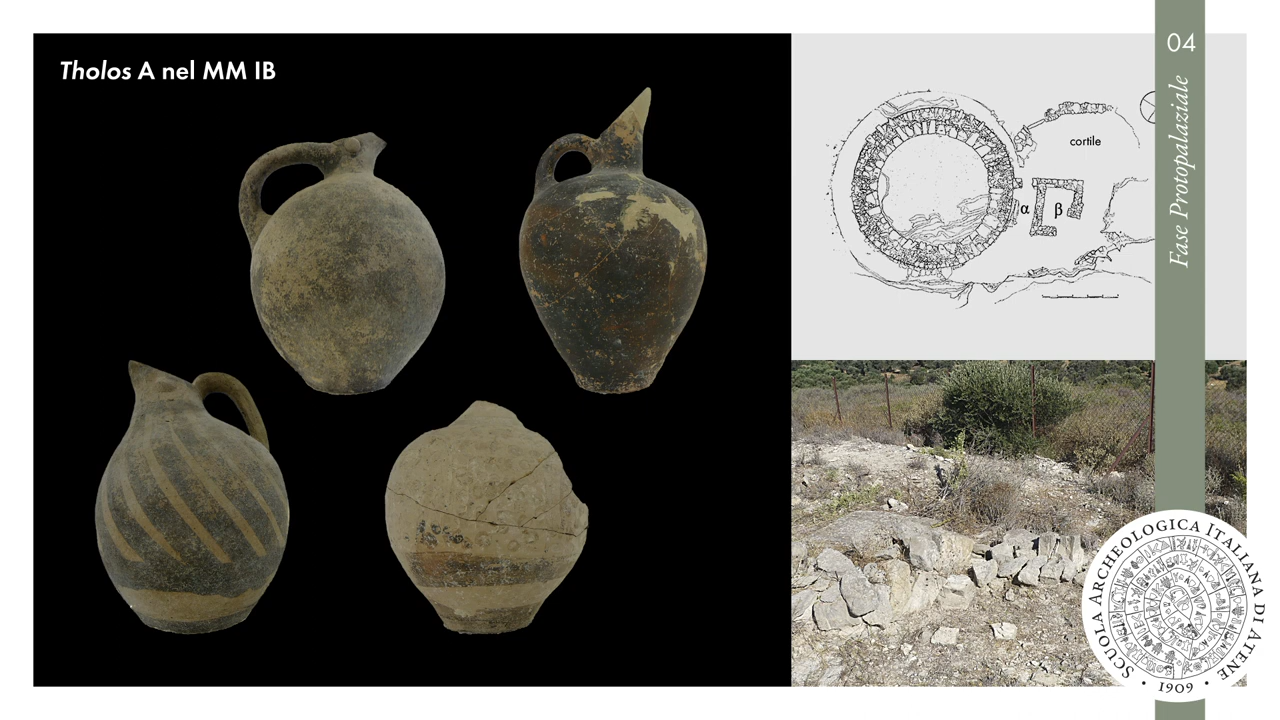 Tholos A nel MM IB
04
Fase Protopalaziale
cortile
α
β
SCUOLA ARCHEOLOGICA ITALIANA DI ATENE
• 1909 •